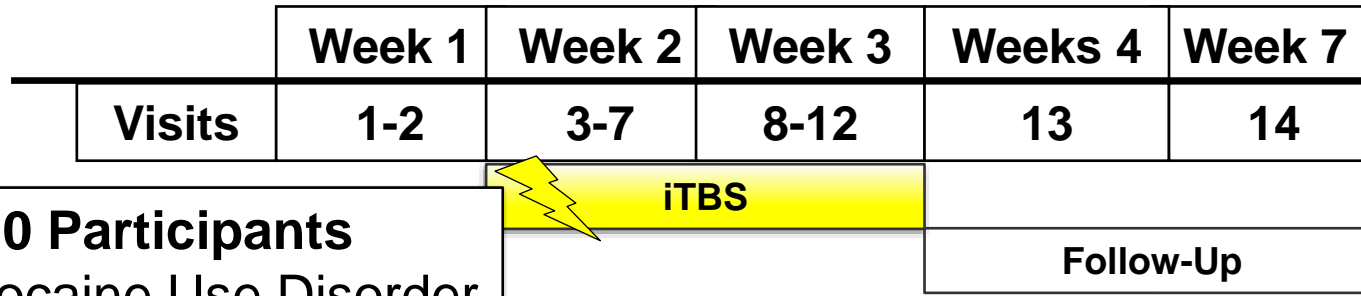 Week 1 Week 2 Week 3 Weeks 4 Week 7
Visits 1-2 3-7 8-12 13 14
iTBS
0 Participants
Follow-Up
Use Disorder